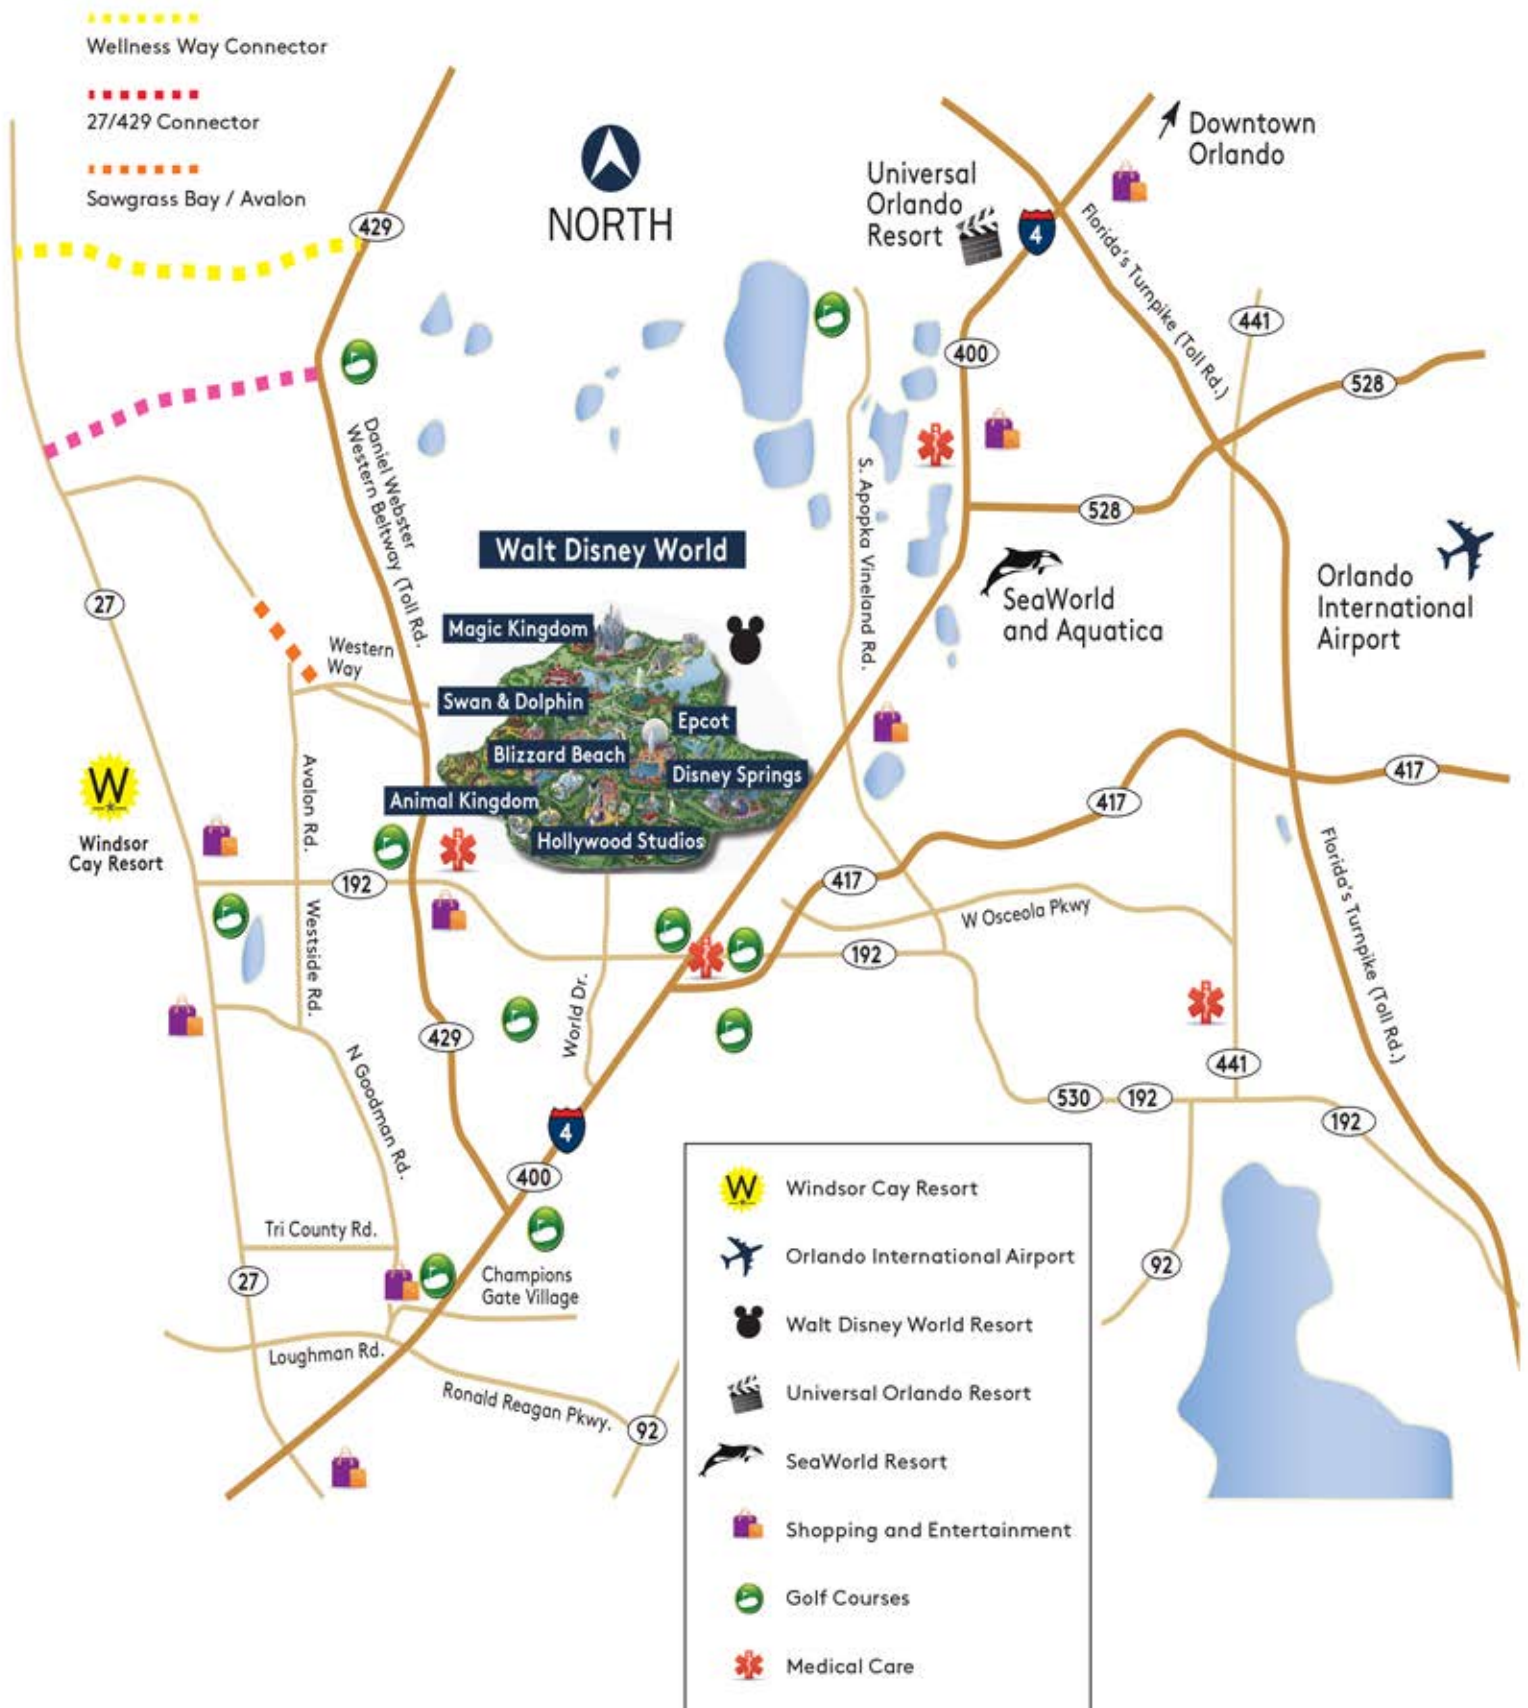 Wellness Way Connector
27/429 Connector
Sawgrass Bay / Avalon
429
NORTH
Downtown
Orlando
Universal
Orlando
Resort
4
Florida's Turnpike (Toll Rd.)
441
400
528
Daniel Webster
Western Beltway (Toll Rd.
S. Apopka Vineland Rd.
528
Walt Disney World
Orlando
International
Airport
SeaWorld
and Aquatica
27
Magic Kingdom
Western
Way
Swan & Dolphin
Epcot
Blizzard Beach
Disney Springs
Animal Kingdom
Hollywood Studios
W
Windsor
Cay Resort
Avalon Rd.
417
417
417
192
Westside Rd.
W Osceola Pkwy
192
Florida's Turnpike (Toll Rd.)
World Dr.
429
N Goodman Rd.
441
530
192
192
4
400
Tri County Rd.
27
Champions
Gate Village
92
Loughman Rd.
Ronald Reagan Pkwy.
92
W
Windsor Cay Resort
Orlando International Airport
Walt Disney World Resort
Universal Orlando Resort
SeaWorld Resort
Shopping and Entertainment
Golf Courses
Medical Care